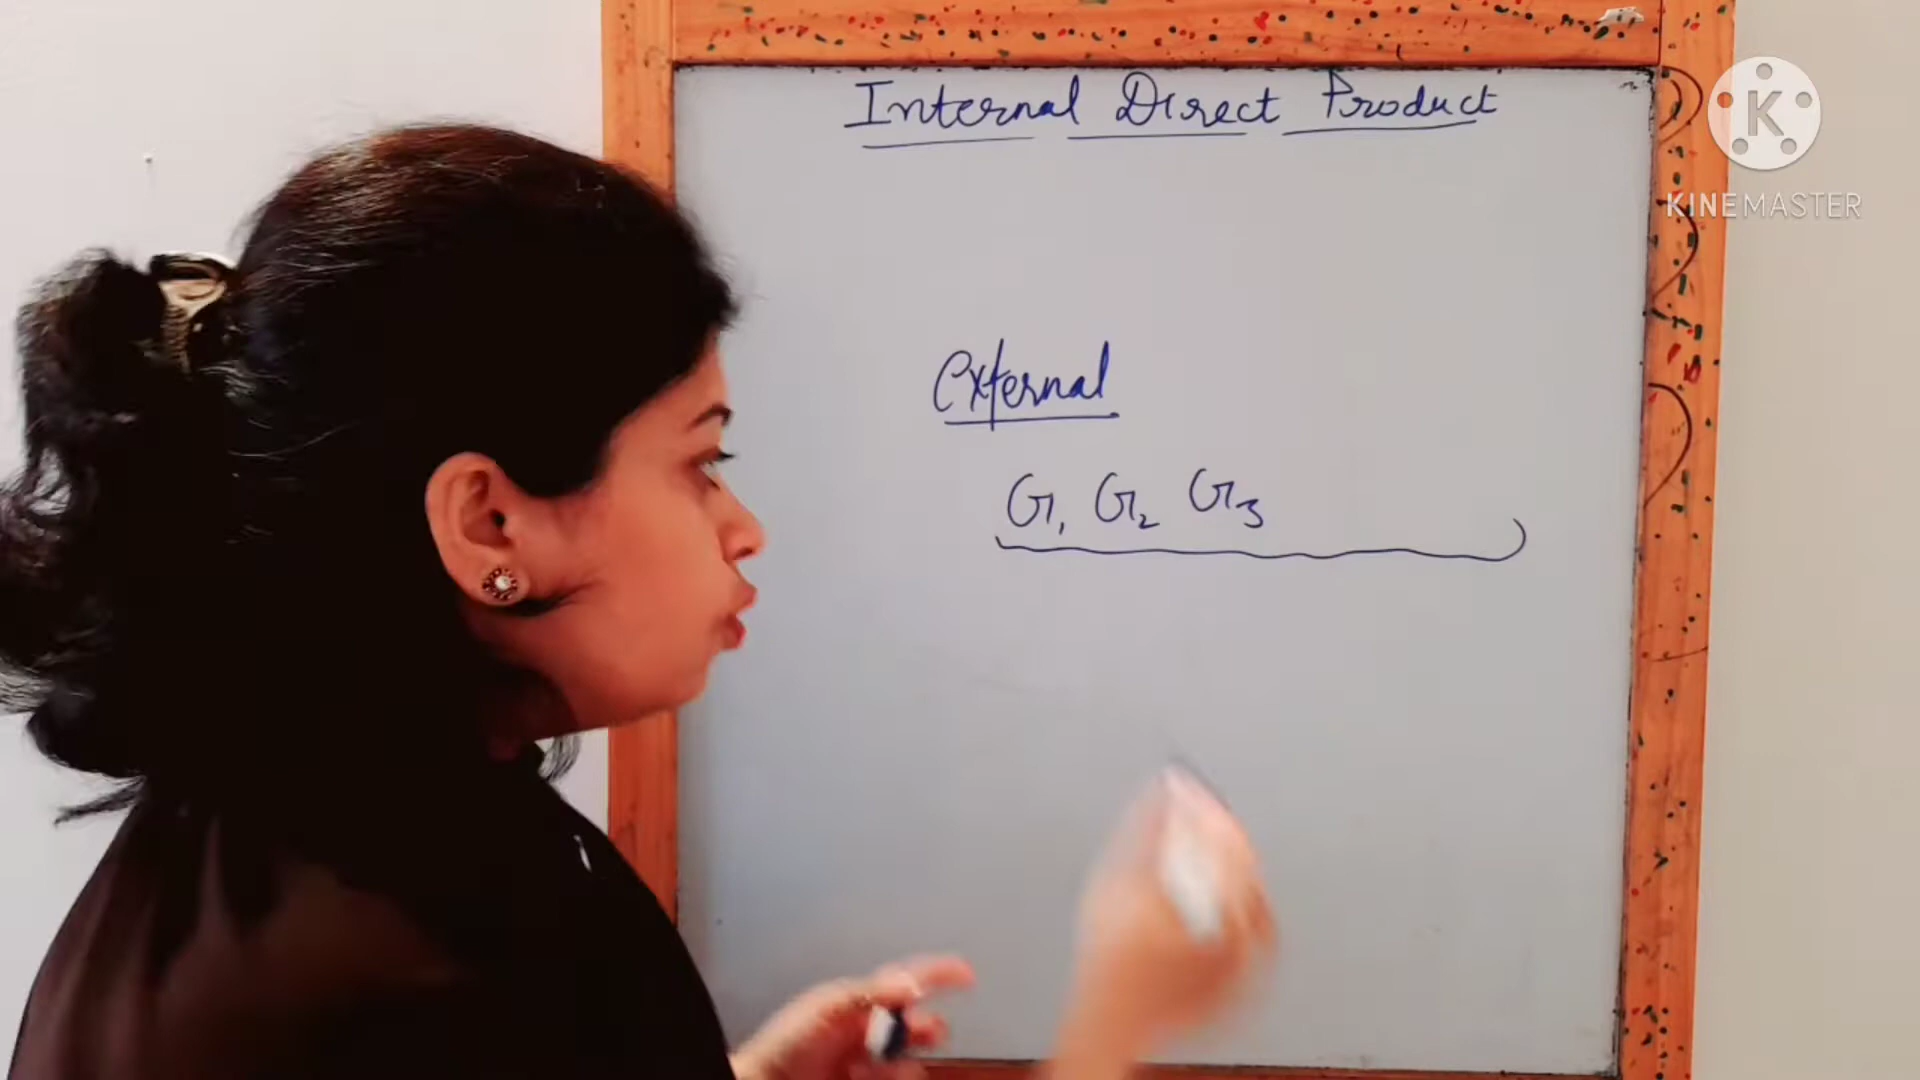 Internal Direct Product
External
G1 G2 G3
K
KINEMASTER